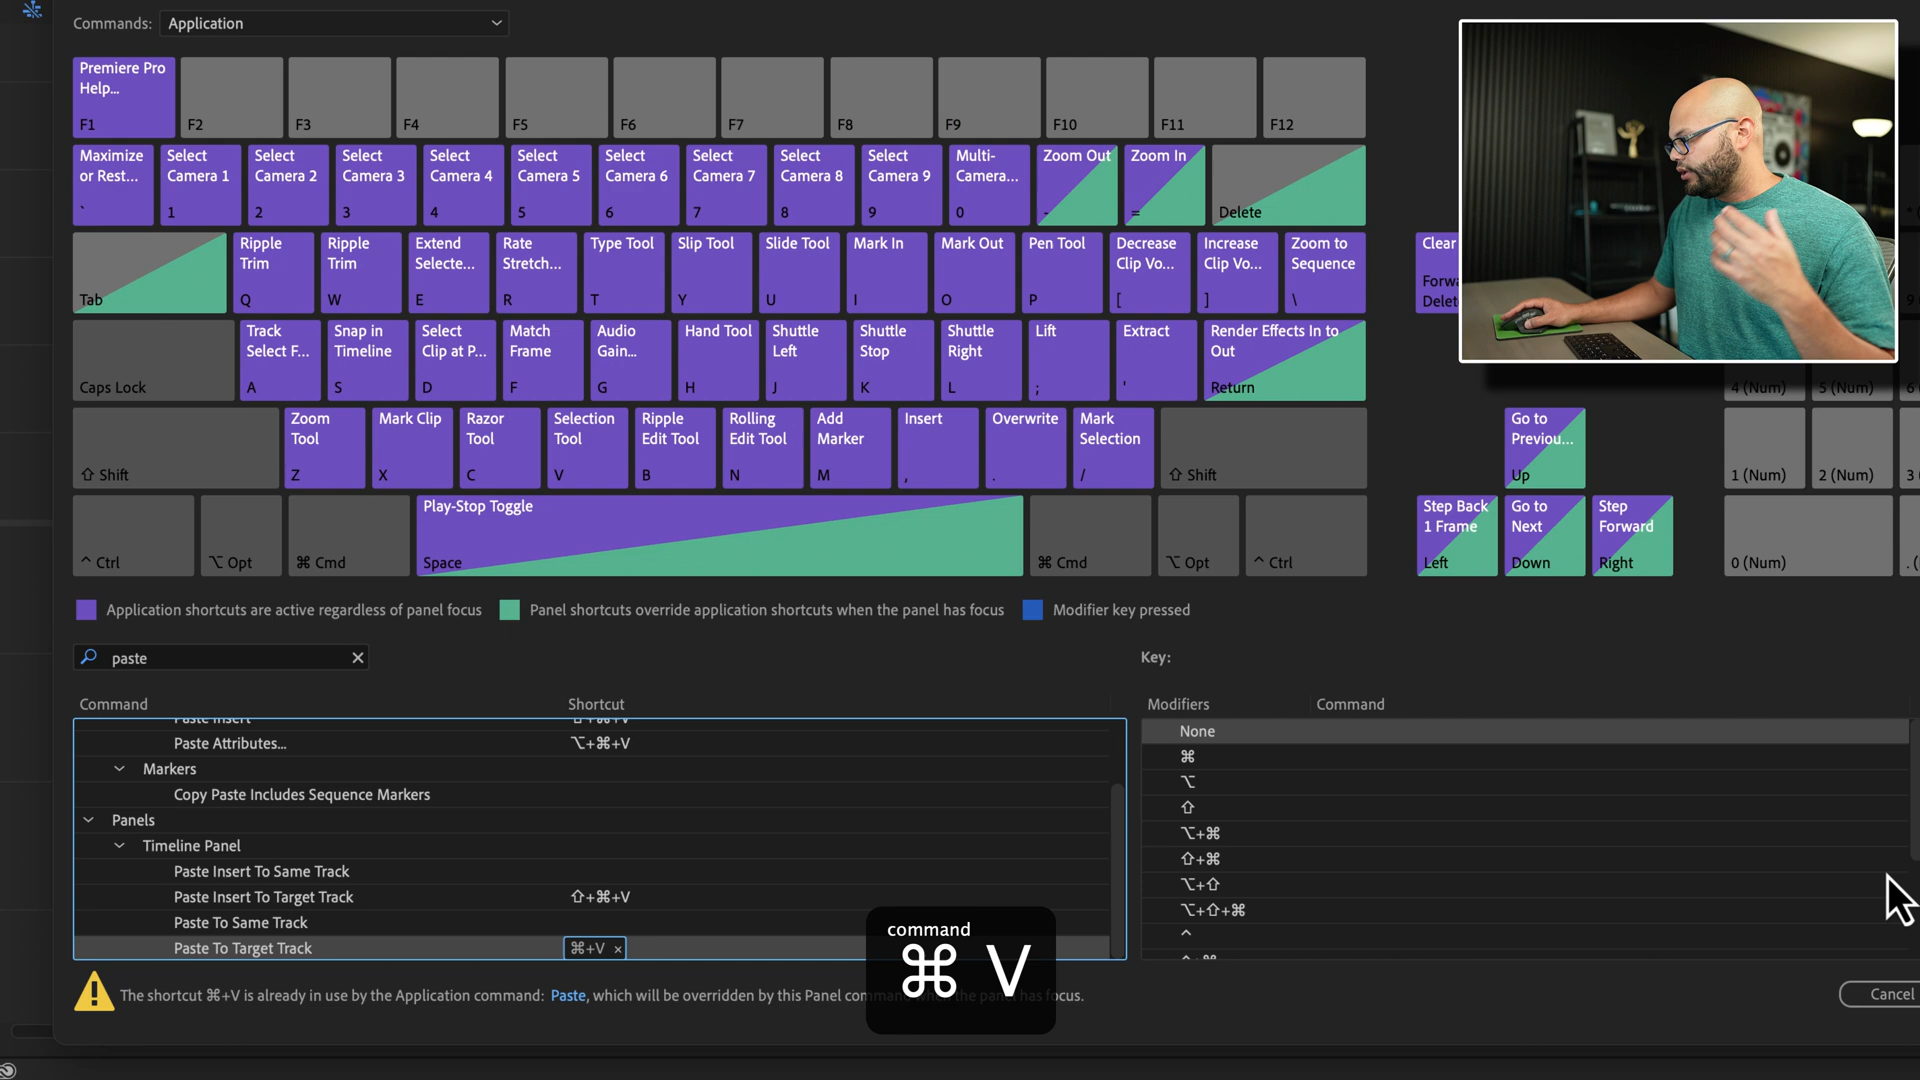 Commands: Application
Premiere Pro Help... F1
F2
F3
F4
F5
F6
F7
F8
F9
F10
F11
F12
Maximize or Rest... `
Select Camera 1 1
Select Camera 2 2
Select Camera 3 3
Select Camera 4 4
Select Camera 5 5
Select Camera 6 6
Select Camera 7 7
Select Camera 8 8
Select Camera 9 9
Multi-Camera... 0
Zoom Out -
Zoom In =
Delete
Tab
Ripple Trim Q
Ripple Trim W
Extend Selecte... E
Rate Stretch... R
Type Tool T
Slip Tool Y
Slide Tool U
Mark In I
Mark Out O
Pen Tool P
Decrease Clip Vo... [
Increase Clip Vo... ]
Zoom to Sequence \
Clear
Caps Lock
Track Select F... A
Snap in Timeline S
Select Clip at P... D
Match Frame F
Audio Gain... G
Hand Tool H
Shuttle Left J
Shuttle Stop K
Shuttle Right L
Lift ;
Extract '
Render Effects In to Out Return
4 (Num)
5 (Num)
6
⇧ Shift
Zoom Tool Z
Mark Clip X
Razor Tool C
Selection Tool V
Ripple Edit Tool B
Rolling Edit Tool N
Add Marker M
Insert ,
Overwrite .
Mark Selection /
⇧ Shift
Go to Previou... Up
1 (Num)
2 (Num)
3
^ Ctrl
⌥ Opt
⌘ Cmd
Play-Stop Toggle Space
⌘ Cmd
⌥ Opt
^ Ctrl
Step Back 1 Frame Left
Go to Next Down
Step Forward Right
0 (Num)
. (
Application shortcuts are active regardless of panel focus
Panel shortcuts override application shortcuts when the panel has focus
Modifier key pressed
paste ×
Key:
Command Shortcut
Modifiers Command
Paste Insert ⇧+⌘+V
Paste Attributes... ⌥+⌘+V
Markers
Copy Paste Includes Sequence Markers
Panels
Timeline Panel
Paste Insert To Same Track
Paste Insert To Target Track ⇧+⌘+V
Paste To Same Track
Paste To Target Track ⌘+V ×
None
⌘
⌥
⇧
⌥+⌘
⇧+⌘
⌥+⇧
⌥+⇧+⌘
^
command
⌘ V
The shortcut ⌘+V is already in use by the Application command: Paste, which will be overridden by this Panel command when the panel has focus.
Cancel